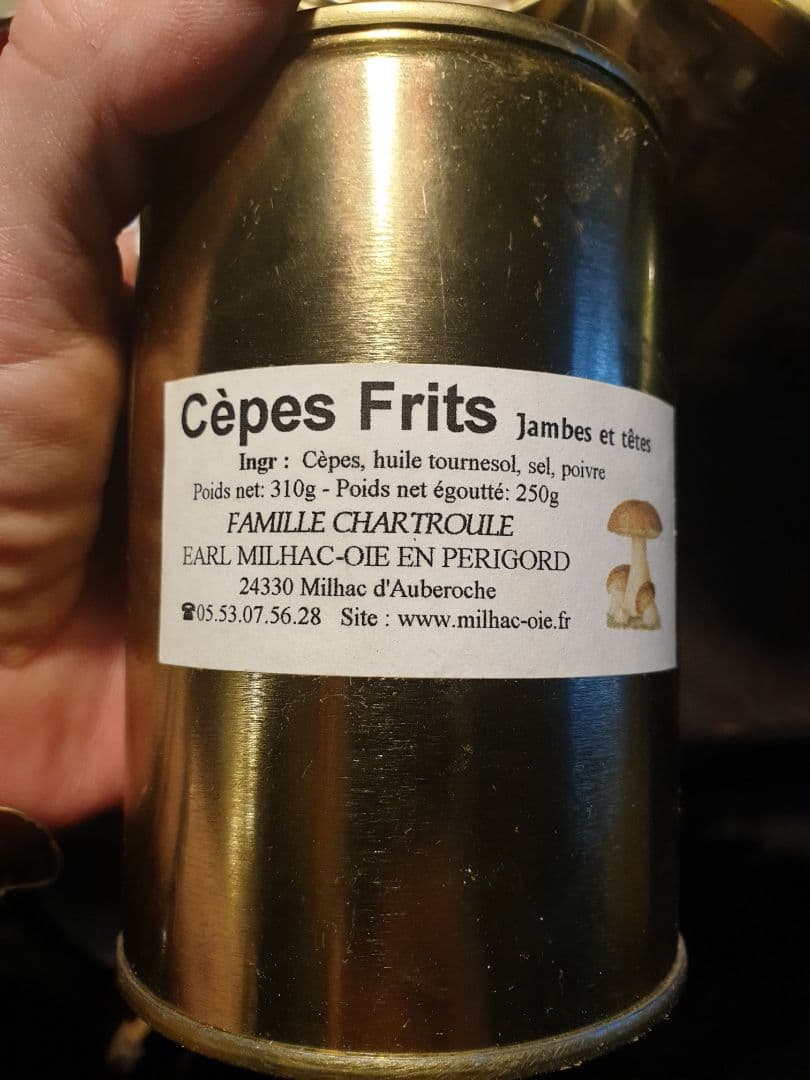 Cèpes Frits Jambes et têtes
Ingr : Cèpes, huile tournesol, sel, poivre
Poids net: 310g - Poids net égoutté: 250g
FAMILLE CHARTROULE
EARL MILHAC-OIE EN PERIGORD
24330 Milhac d'Auberoche
☎05.53.07.56.28 Site : www.milhac-oie.fr